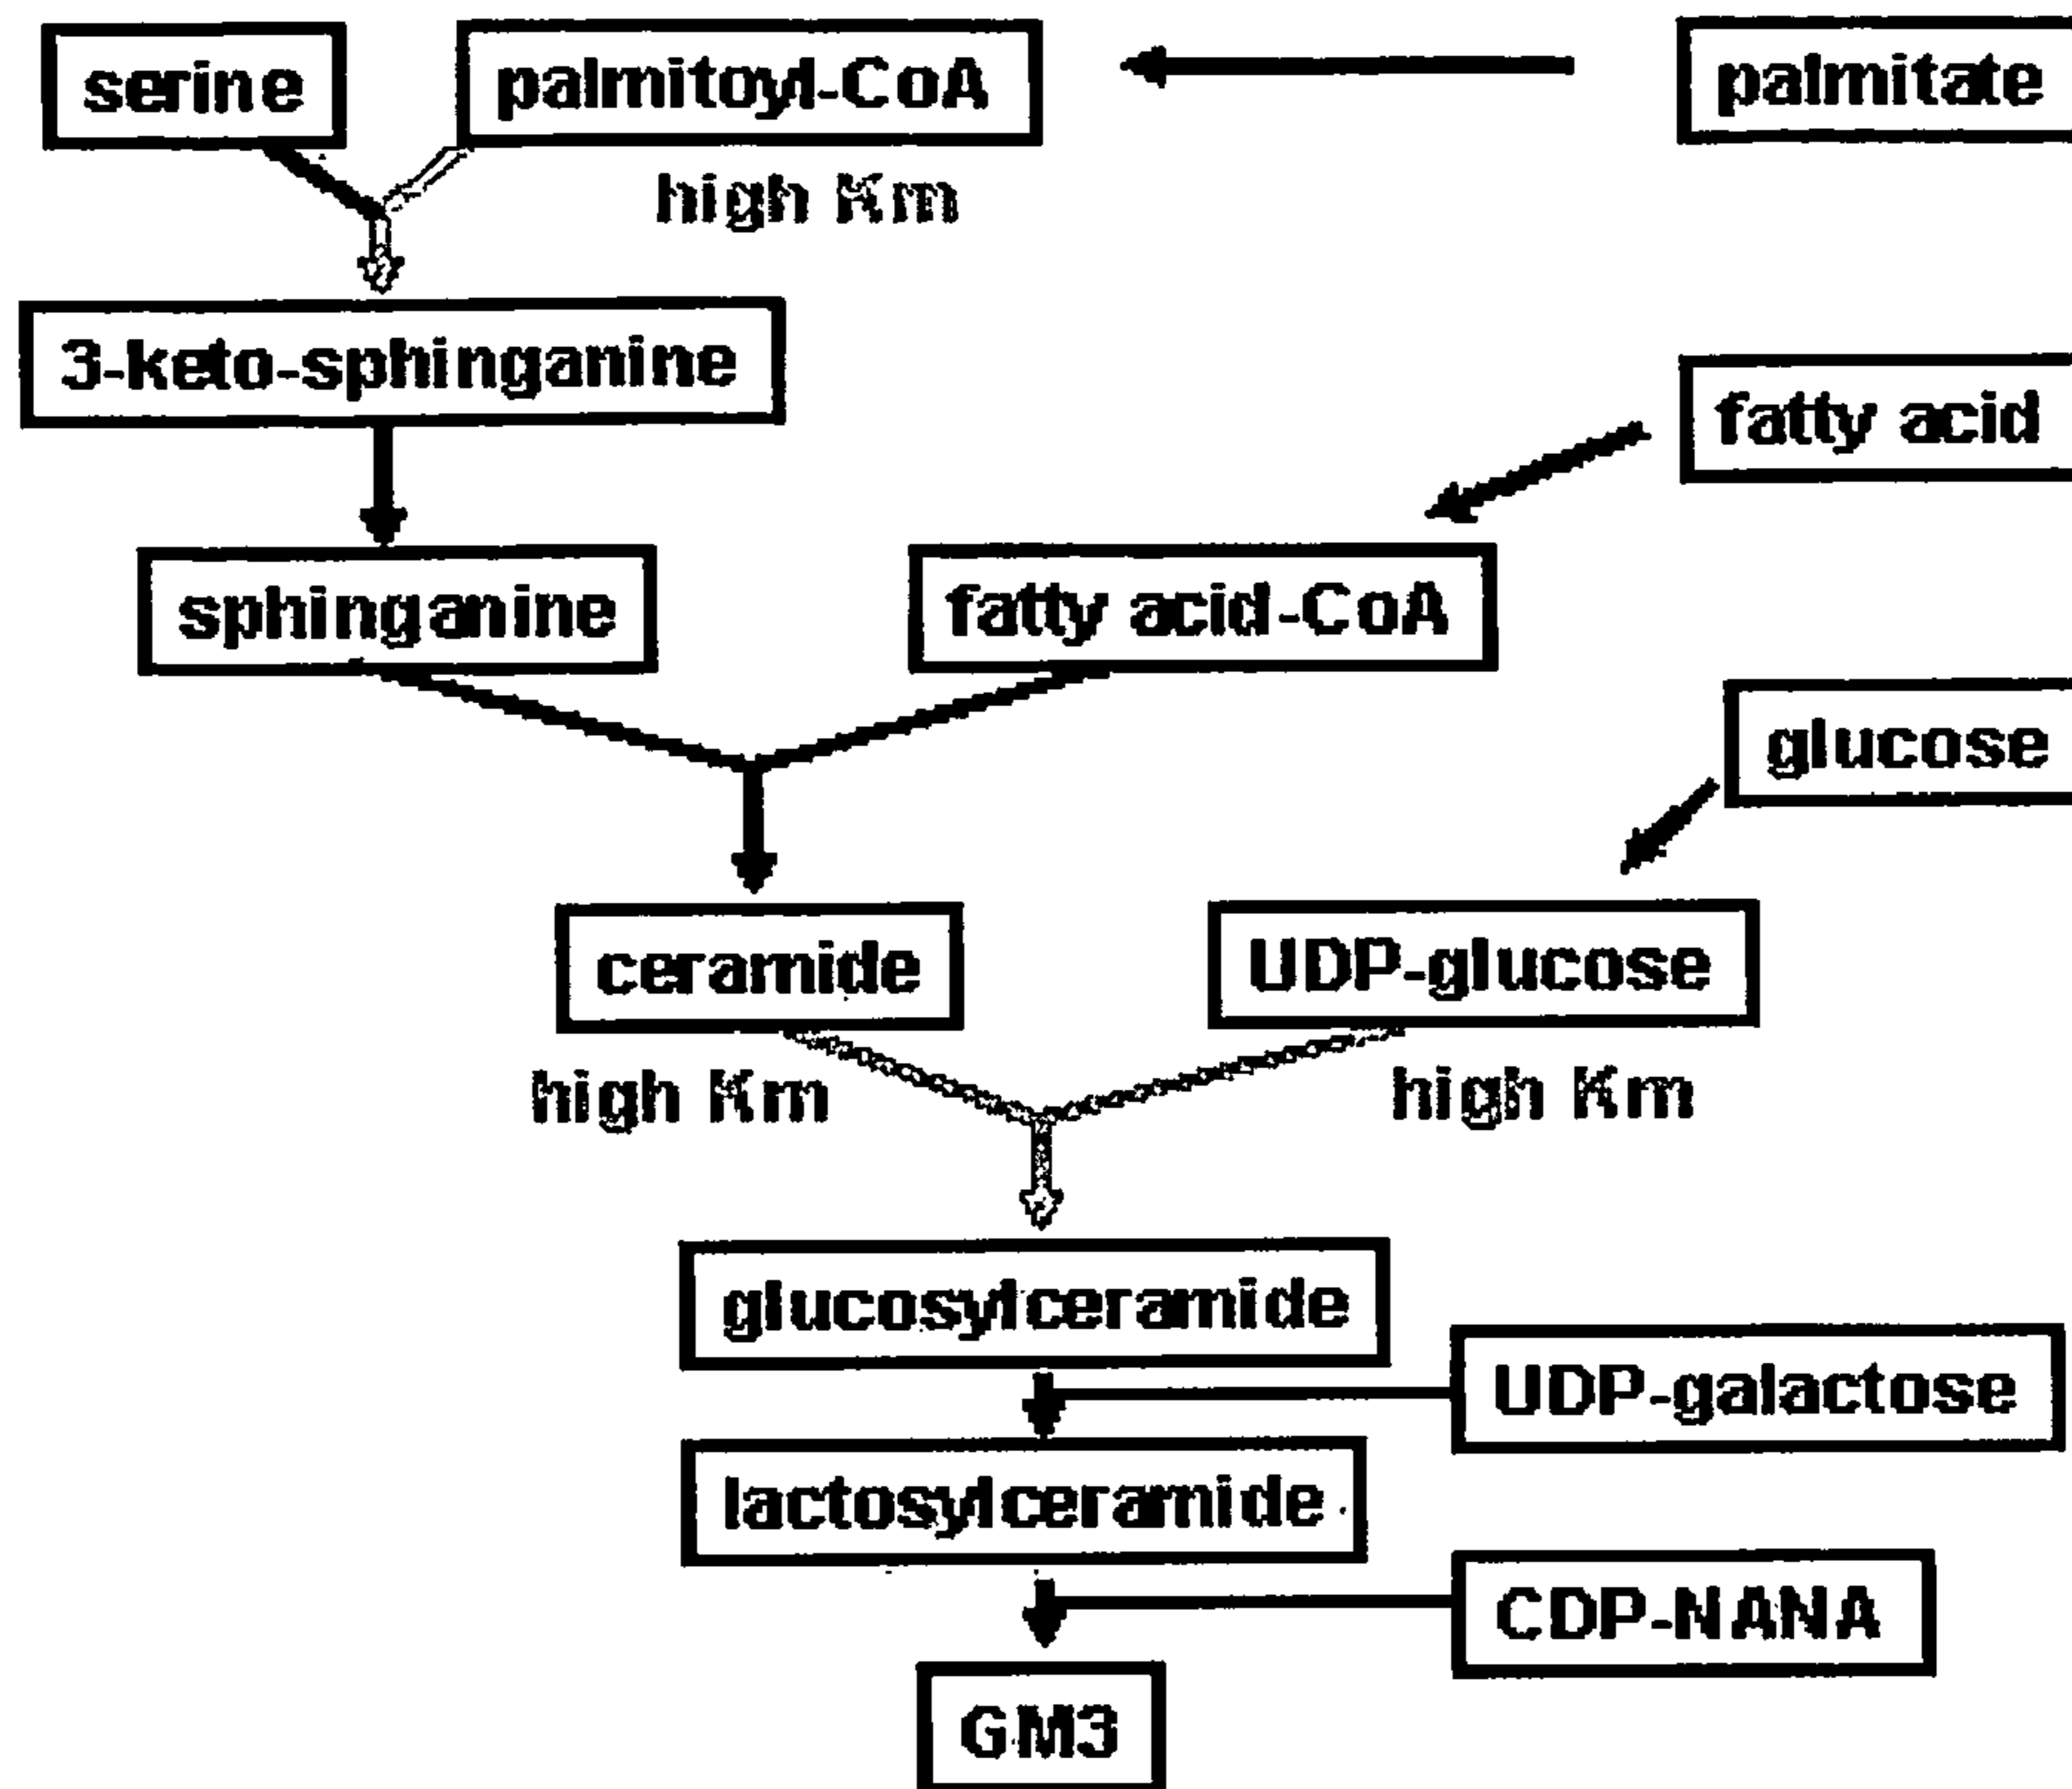 serine
palmitoyl-CoA
palmitate
high Km
3-keto-sphinganine
fatty acid
sphinganine
fatty acid-CoA
glucose
ceramide
UDP-glucose
high Km
high Km
glucosylceramide
UDP-galactose
lactosylceramide
CDP-NANA
GM3